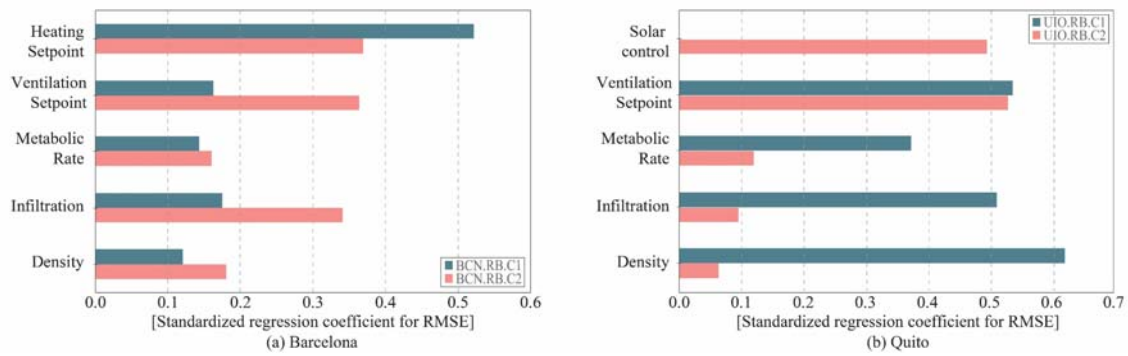 Heating
Setpoint
Ventilation
Setpoint
Metabolic
Rate
Infiltration
Density
BCN.RB.C1
BCN.RB.C2
0.0 0.1 0.2 0.3 0.4 0.5 0.6
[Standardized regression coefficient for RMSE]
(a) Barcelona
Solar
control
Ventilation
Setpoint
Metabolic
Rate
Infiltration
Density
UIO.RB.C1
UIO.RB.C2
0.0 0.1 0.2 0.3 0.4 0.5 0.6 0.7
[Standardized regression coefficient for RMSE]
(b) Quito